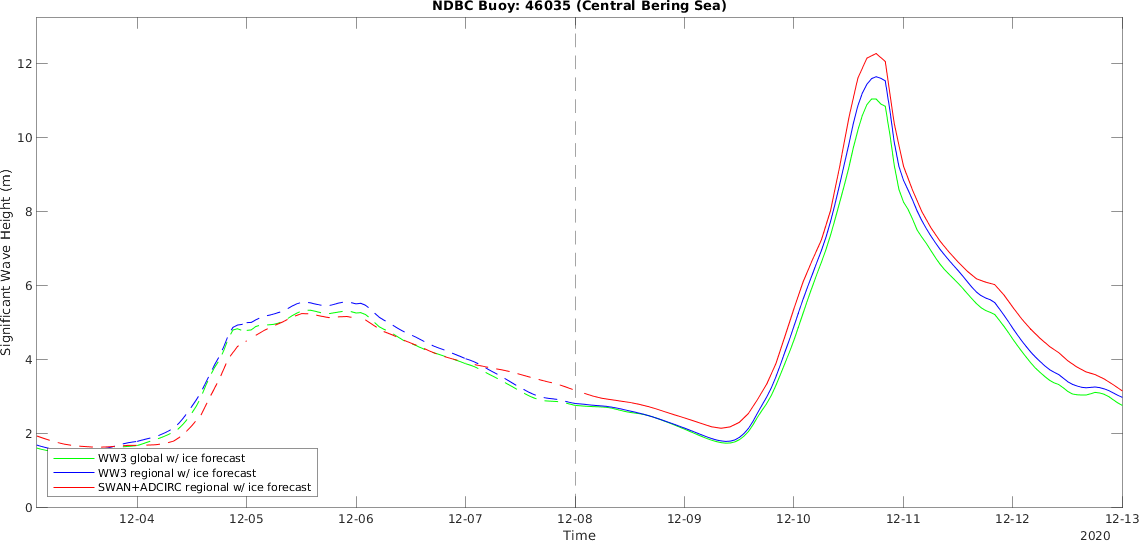 NDBC Buoy: 46035 (Central Bering Sea)
Significant Wave Height (m)
12
10
8
6
4
2
0
WW3 global w/ ice forecast
WW3 regional w/ ice forecast
SWAN+ADCIRC regional w/ ice forecast
12-04 12-05 12-06 12-07 12-08 12-09 12-10 12-11 12-12 12-13
Time
2020